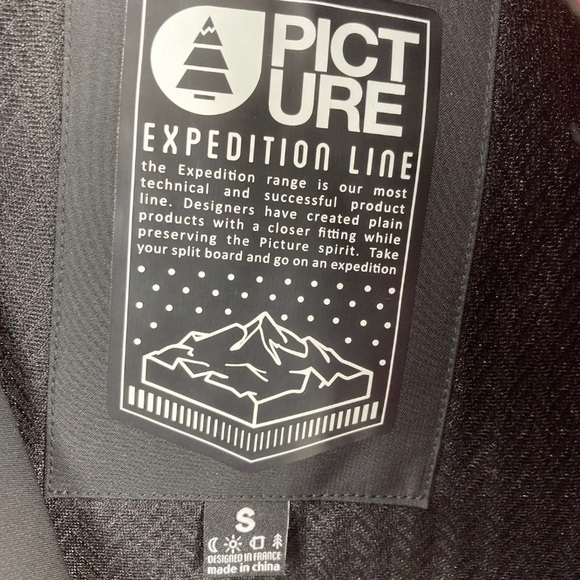 PICT
URE
EXPEDITION LINE
the Expedition range is our most
technical and successful product
line. Designers have created plain
products with a closer fitting while
preserving the Picture spirit. Take
your split board and go on an expedition
S
DESIGNED IN FRANCE
made in china